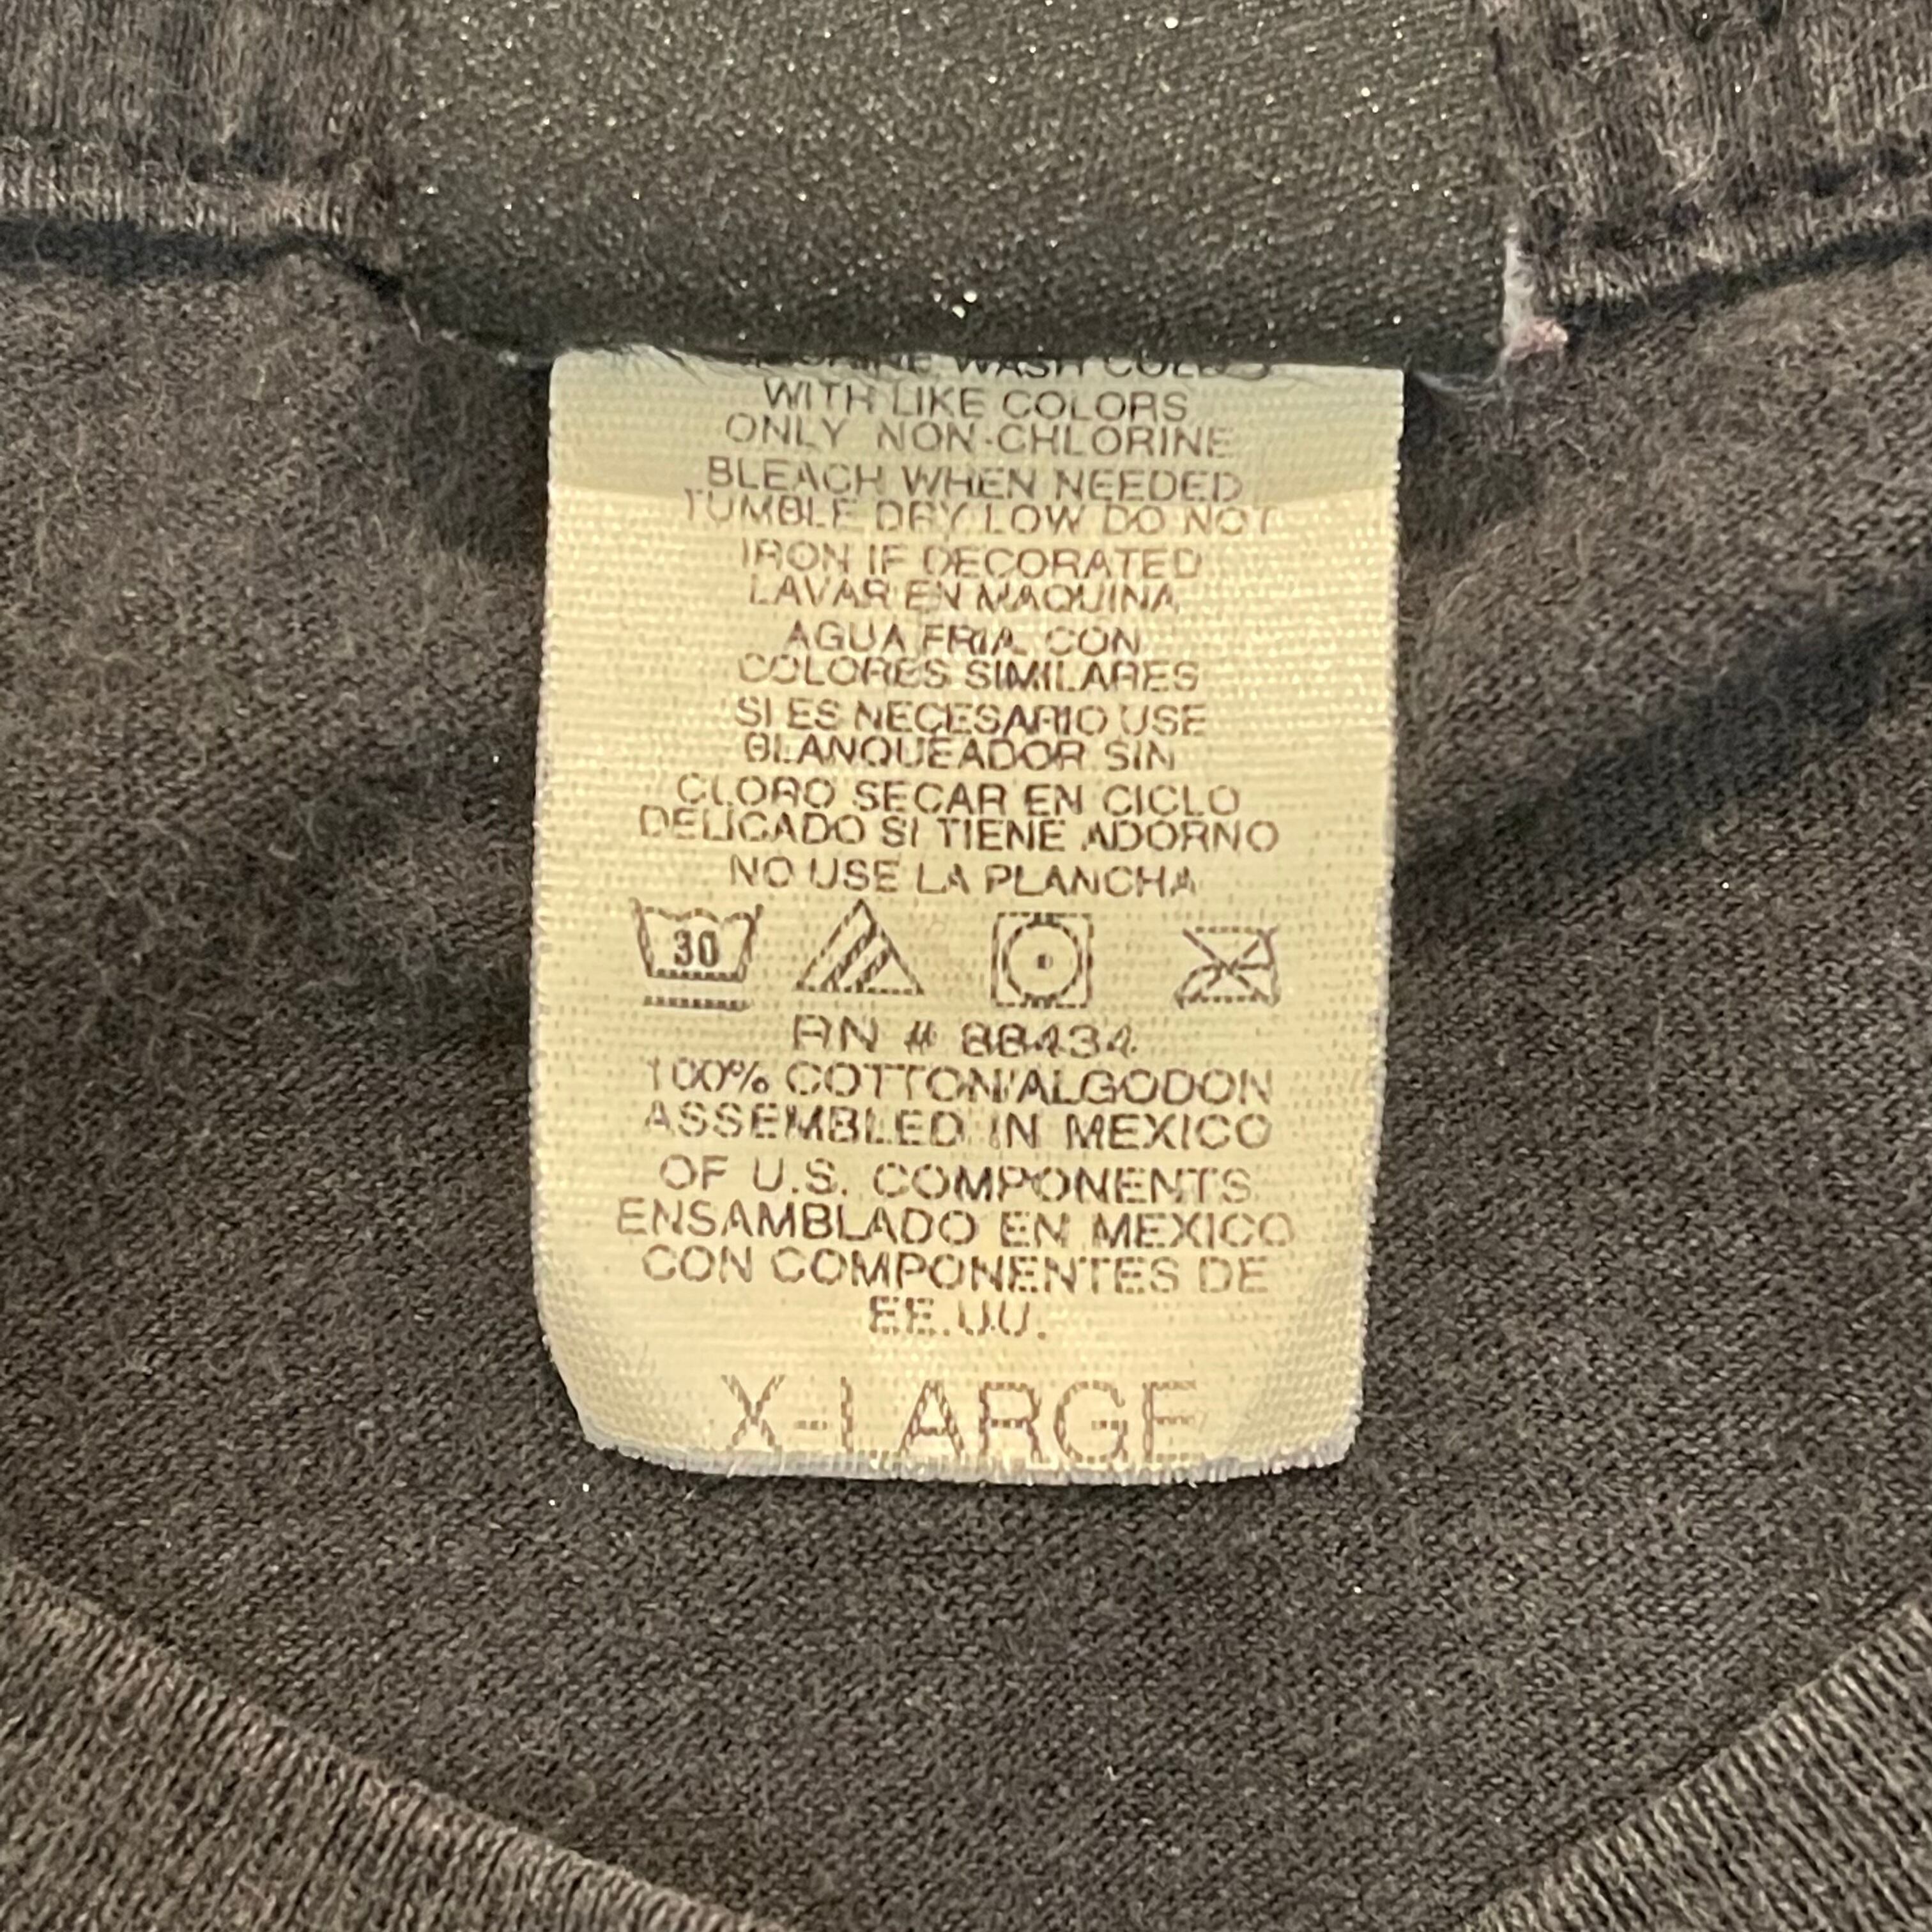 WASH COLD
WITH LIKE COLORS
ONLY NON-CHLORINE
BLEACH WHEN NEEDED
TUMBLE DRY LOW DO NOT
IRON IF DECORATED
LAVAR EN MAQUINA
AGUA FRIA CON
COLORES SIMILARES
SI ES NECESARIO USE
BLANQUEADOR SIN
CLORO SECAR EN CICLO
DELICADO SI TIENE ADORNO
NO USE LA PLANCHA
30
RN # 88434
100% COTTON/ALGODON
ASSEMBLED IN MEXICO
OF U.S. COMPONENTS
ENSAMBLADO EN MEXICO
CON COMPONENTES DE
EE.UU.
X-LARGE